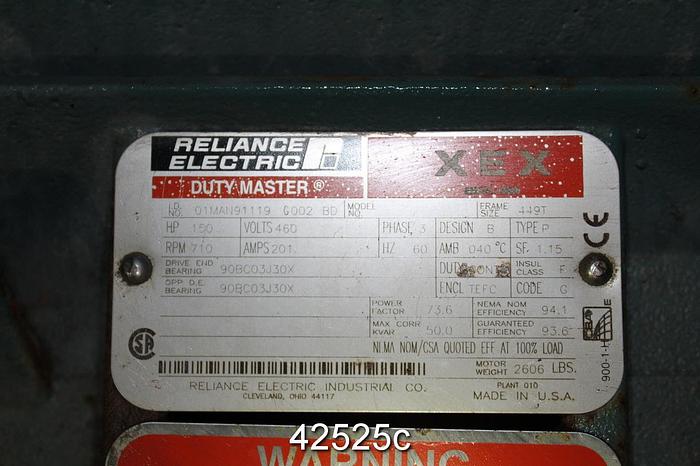 RELIANCE
ELECTRIC
DUTY MASTER®
XEX
I.D. NO. 01MAN91119 G002 BD MODEL NO. FRAME SIZE 449T
HP 150 VOLTS 460 PHASE 3 DESIGN B TYPE P
RPM 710 AMPS 201. HZ 60 AMB 040 °C SF. 1.15
DRIVE END BEARING 90BC03J30X DUTY CONT INSUL CLASS F
OPP D.E. BEARING 90BC03J30X ENCL TEFC CODE G
POWER FACTOR 73.6 NEMA NOM EFFICIENCY 94.1
MAX CORR KVAR 50.0 GUARANTEED EFFICIENCY 93.6
NEMA NOM/CSA QUOTED EFF AT 100% LOAD
MOTOR WEIGHT 2606 LBS.
RELIANCE ELECTRIC INDUSTRIAL CO. PLANT 010
CLEVELAND, OHIO 44117 MADE IN U.S.A.
CE
WARNING
42525c